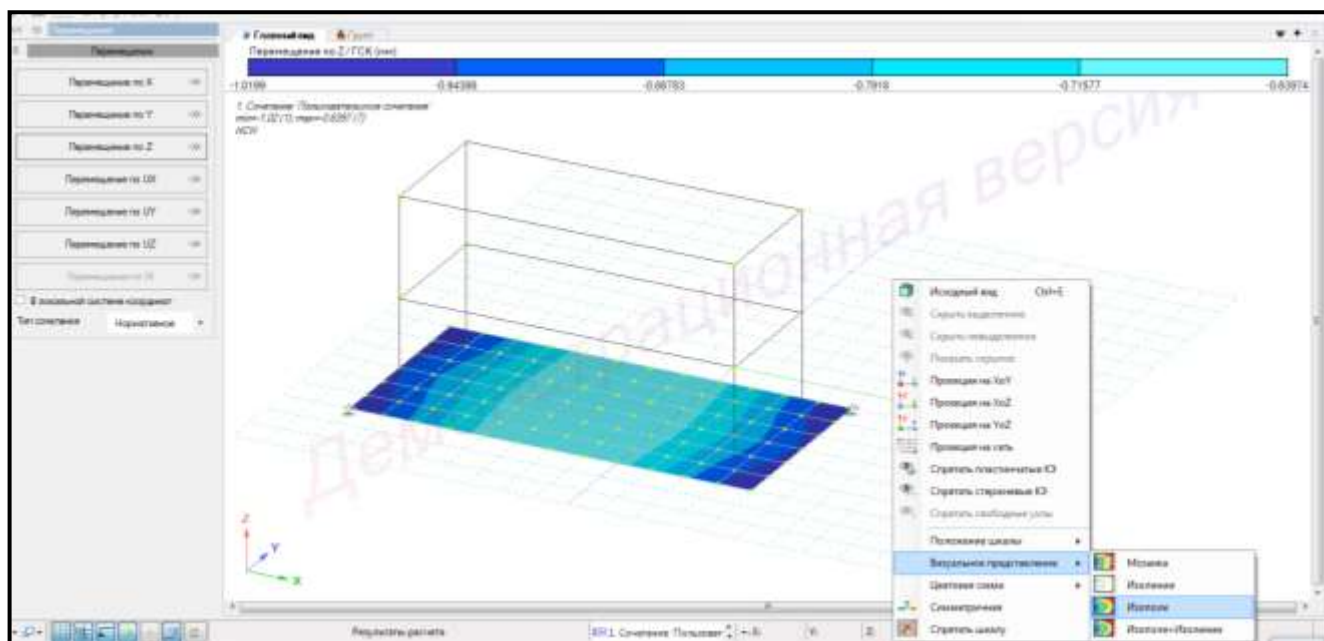 Перемещения
# Главный вид
Грунт
Перемещения
Перемещение по Z / ГСК (мм)
Перемещение по X
-1.0199 -0.94388 -0.86783 -0.7918 -0.71577 -0.63974
1. Сочетание "Пользовательское сочетание"
Перемещение по Y
Перемещение по Z
Перемещение по UX
Перемещение по UY
Перемещение по UZ
В локальной системе координат
Тип сочетания Нормативное
Демонстрационная версия
Исходный вид Ctrl+E
Скрыть выделенное
Скрыть невыделенное
Показать скрытое
Проекция на XoY
Проекция на XoZ
Проекция на YoZ
Проекция на сеть
Спрятать пластинчатые КЭ
Спрятать стержневые КЭ
Спрятать свободные узлы
Положение шкалы
Визуальное представление
Цветовая схема
Симметричная
Спрятать шкалу
Мозаика
Изолинии
Изополя
Изополя+Изолинии
Z
Y
X
Результаты расчета
1. Сочетание "Пользоват
X:
Y:
Z: